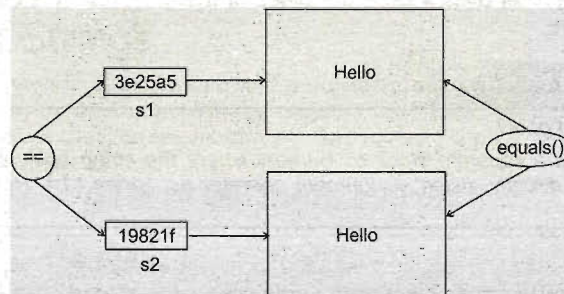 Hello
3e25a5
s1
==
equals()
19821f
Hello
s2